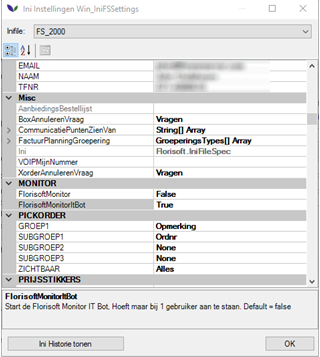 Ini Instellingen Win_IniFSSettings
Inifile: FS_2000
EMAIL
NAAM
TFNR
Misc
AanbiedingsBestellijst
BoxAnnulerenVraag Vragen
CommunicatiePuntenZienVan String[] Array
FactuurPlanningGroepering GroeperingsTypes[] Array
Ini Florisoft.IniFileSpec
VOIPMijnNummer
XorderAnnulerenVraag Vragen
MONITOR
FlorisoftMonitor False
FlorisoftMonitorItBot True
PICKORDER
GROEP1 Opmerking
SUBGROEP1 Ordnr
SUBGROEP2 None
SUBGROEP3 None
ZICHTBAAR Alles
PRIJSSTIKKERS
FlorisoftMonitorItBot
Start de Florisoft Monitor IT Bot, Hoeft maar bij 1 gebruiker aan te staan. Default = false
Ini Historie tonen
OK